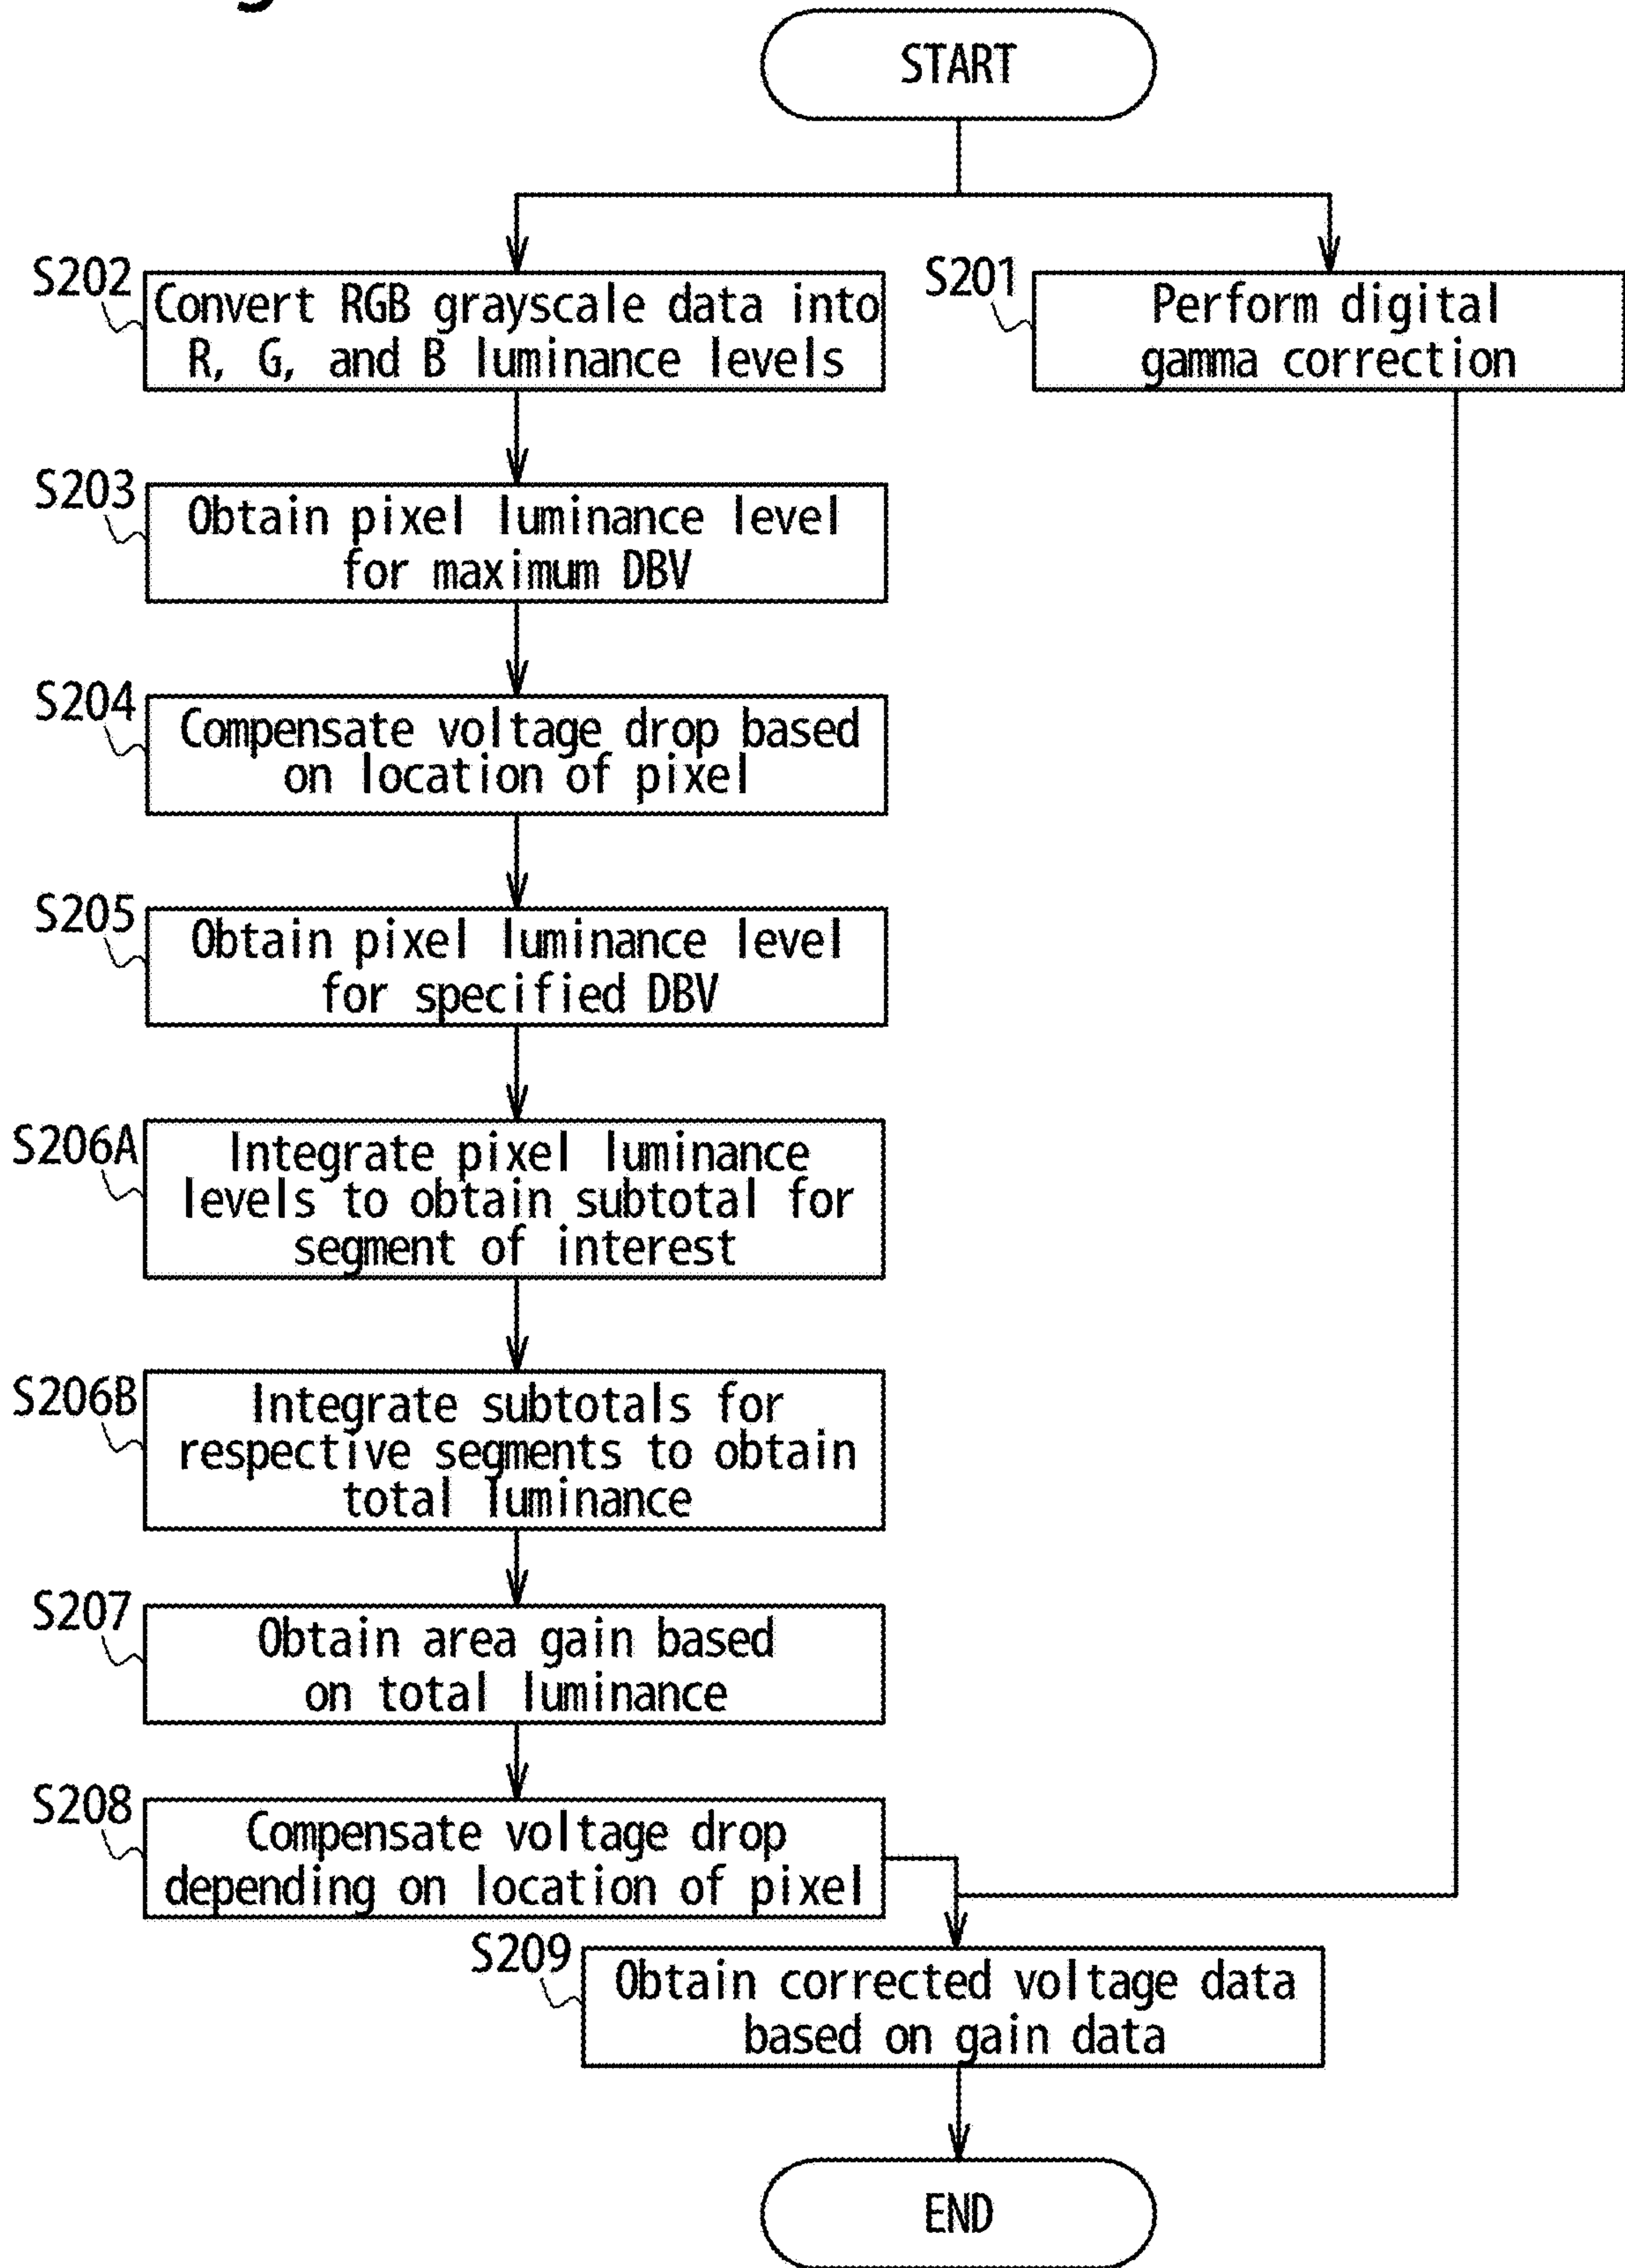 START
S202
Convert RGB grayscale data into
R, G, and B luminance levels
S201
Perform digital
gamma correction
S203
Obtain pixel luminance level
for maximum DBV
S204
Compensate voltage drop based
on location of pixel
S205
Obtain pixel luminance level
for specified DBV
S206A
Integrate pixel luminance
levels to obtain subtotal for
segment of interest
S206B
Integrate subtotals for
respective segments to obtain
total luminance
S207
Obtain area gain based
on total luminance
S208
Compensate voltage drop
depending on location of pixel
S209
Obtain corrected voltage data
based on gain data
END